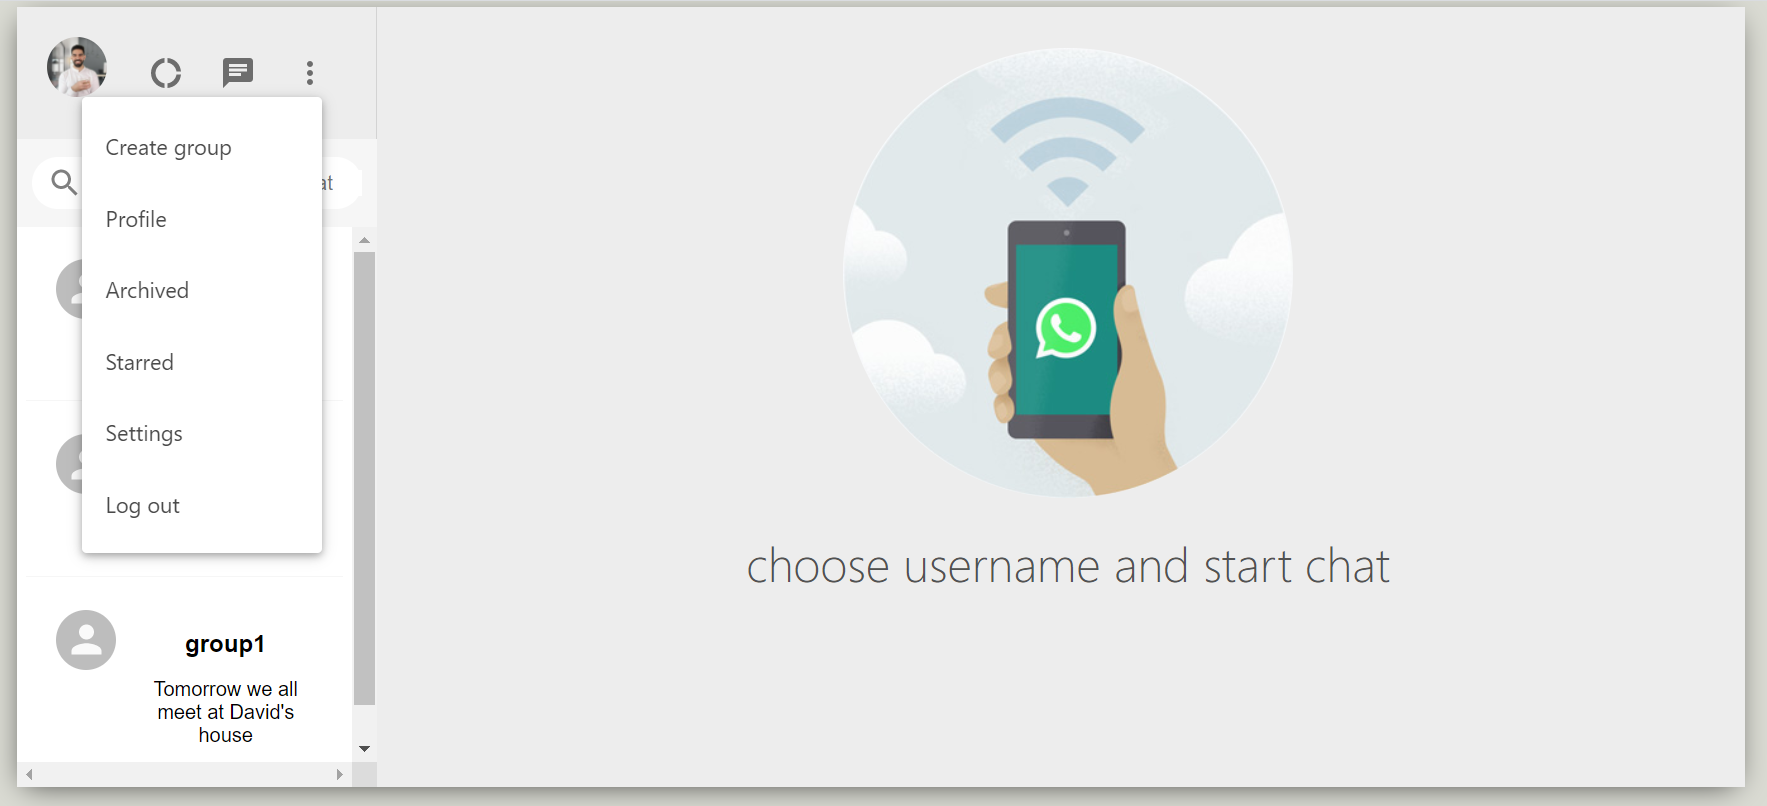 Create group
Profile
Archived
Starred
Settings
Log out
group1
Tomorrow we all
meet at David's
house
choose username and start chat